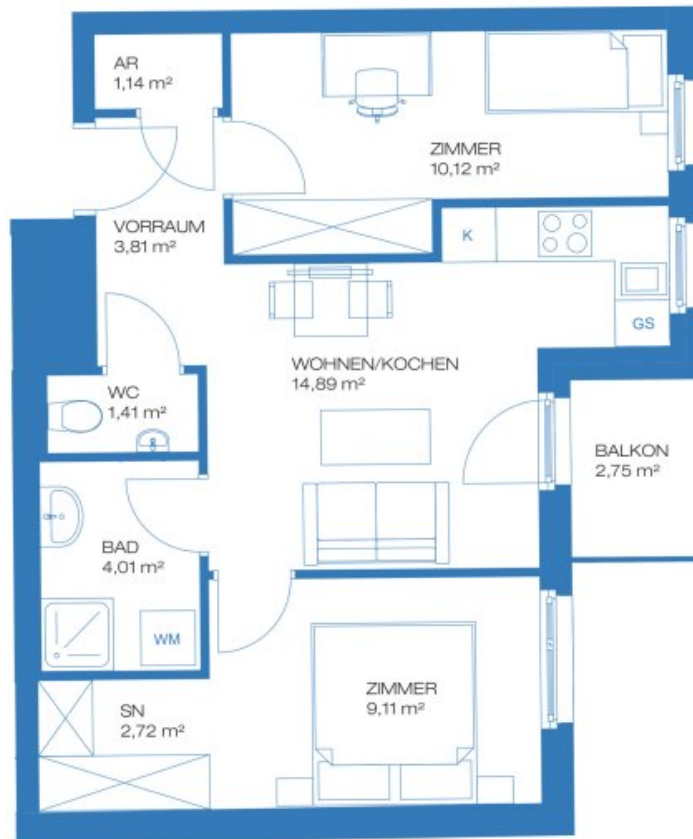 AR
1,14 m²
ZIMMER
10,12 m²
VORRAUM
3,81 m²
K
GS
WOHNEN/KOCHEN
14,89 m²
WC
1,41 m²
BALKON
2,75 m²
BAD
4,01 m²
WM
ZIMMER
9,11 m²
SN
2,72 m²